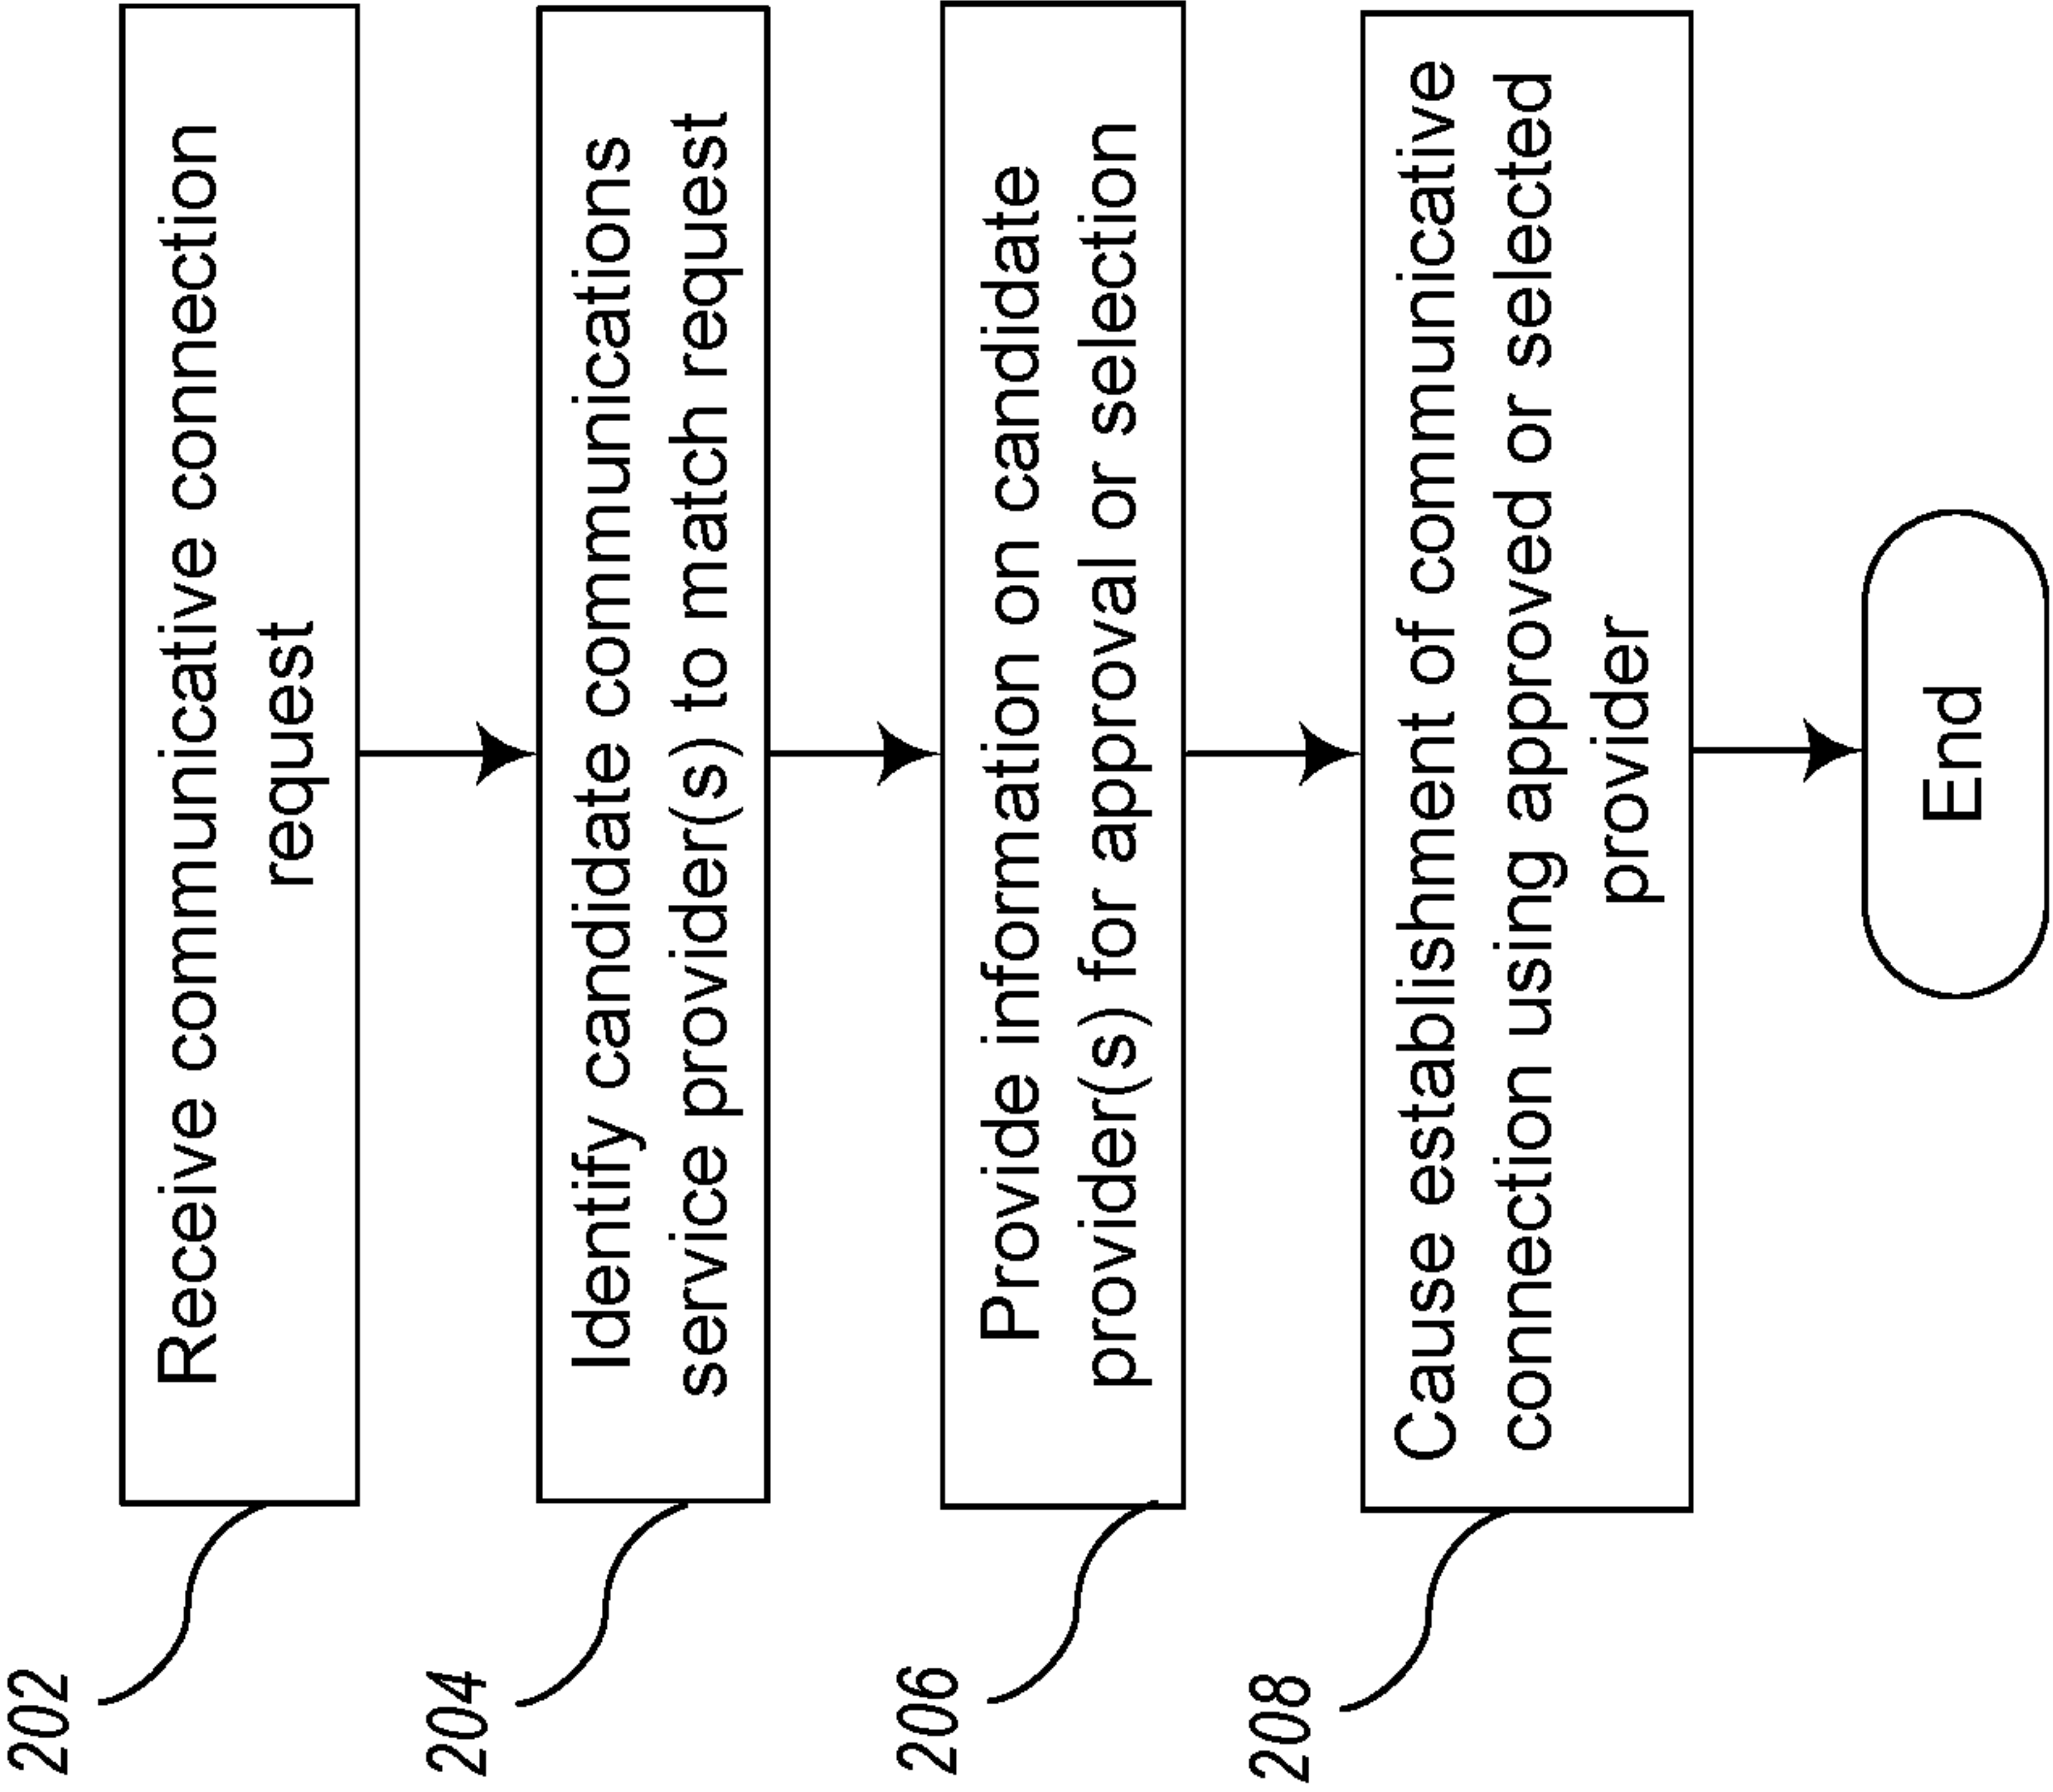 202
Receive communicative connection
request
204
Identify candidate communications
service provider(s) to match request
206
Provide information on candidate
provider(s) for approval or selection
208
Cause establishment of communicative
connection using approved or selected
provider
End